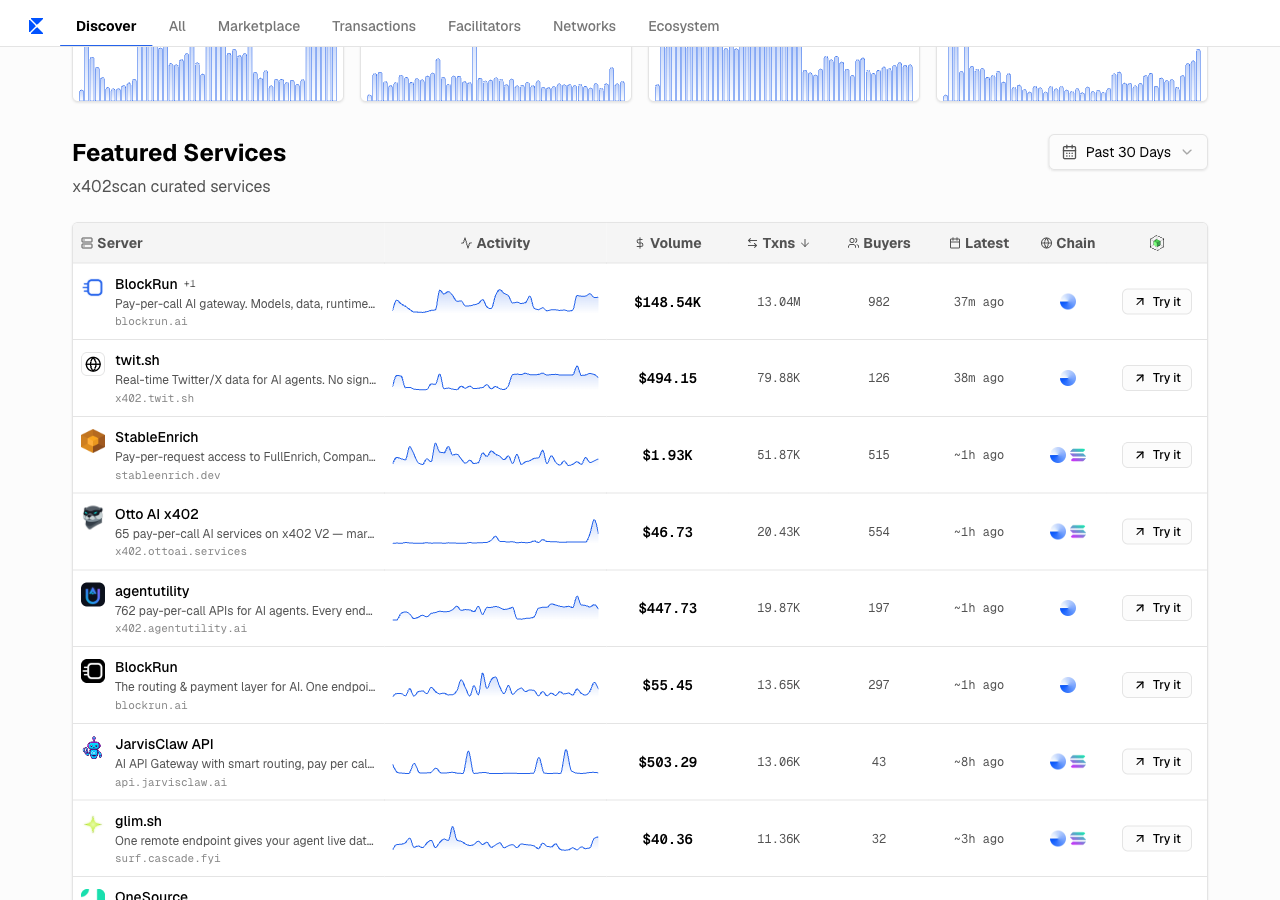 Discover All Marketplace Transactions Facilitators Networks Ecosystem
Featured Services
Past 30 Days
x402scan curated services
Server Activity Volume Txns Buyers Latest Chain
BlockRun +1
Pay-per-call AI gateway. Models, data, runtime…
blockrun.ai
$148.54K 13.04M 982 37m ago Try it
twit.sh
Real-time Twitter/X data for AI agents. No sign…
x402.twit.sh
$494.15 79.88K 126 38m ago Try it
StableEnrich
Pay-per-request access to FullEnrich, Compan…
stableenrich.dev
$1.93K 51.87K 515 ~1h ago Try it
Otto AI x402
65 pay-per-call AI services on x402 V2 — mar…
x402.ottoai.services
$46.73 20.43K 554 ~1h ago Try it
agentutility
762 pay-per-call APIs for AI agents. Every end…
x402.agentutility.ai
$447.73 19.87K 197 ~1h ago Try it
BlockRun
The routing & payment layer for AI. One endpoi…
blockrun.ai
$55.45 13.65K 297 ~1h ago Try it
JarvisClaw API
AI API Gateway with smart routing, pay per cal…
api.jarvisclaw.ai
$503.29 13.06K 43 ~8h ago Try it
glim.sh
One remote endpoint gives your agent live dat…
surf.cascade.fyi
$40.36 11.36K 32 ~3h ago Try it
OneSource